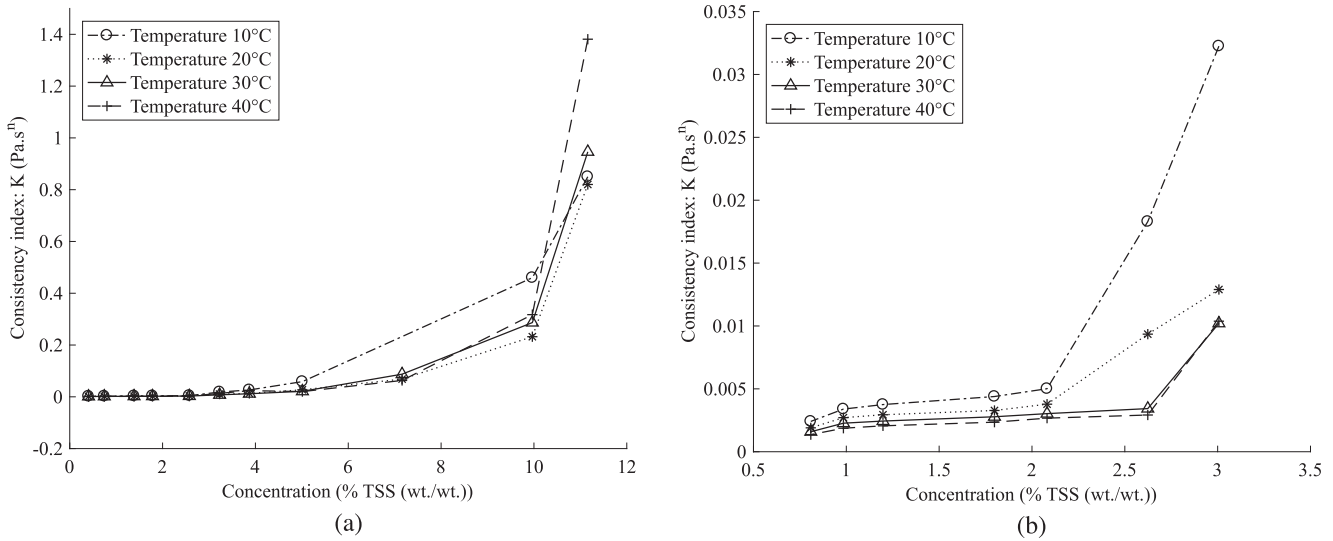 Temperature 10°C
Temperature 20°C
Temperature 30°C
Temperature 40°C
1.4
1.2
1
0.8
0.6
0.4
0.2
0
-0.2
Consistency index: K (Pa.sⁿ)
0 2 4 6 8 10 12
Concentration (% TSS (wt./wt.))
(a)
Temperature 10°C
Temperature 20°C
Temperature 30°C
Temperature 40°C
0.035
0.03
0.025
0.02
0.015
0.01
0.005
0
Consistency index: K (Pa.sⁿ)
0.5 1 1.5 2 2.5 3 3.5
Concentration (% TSS (wt./wt.))
(b)